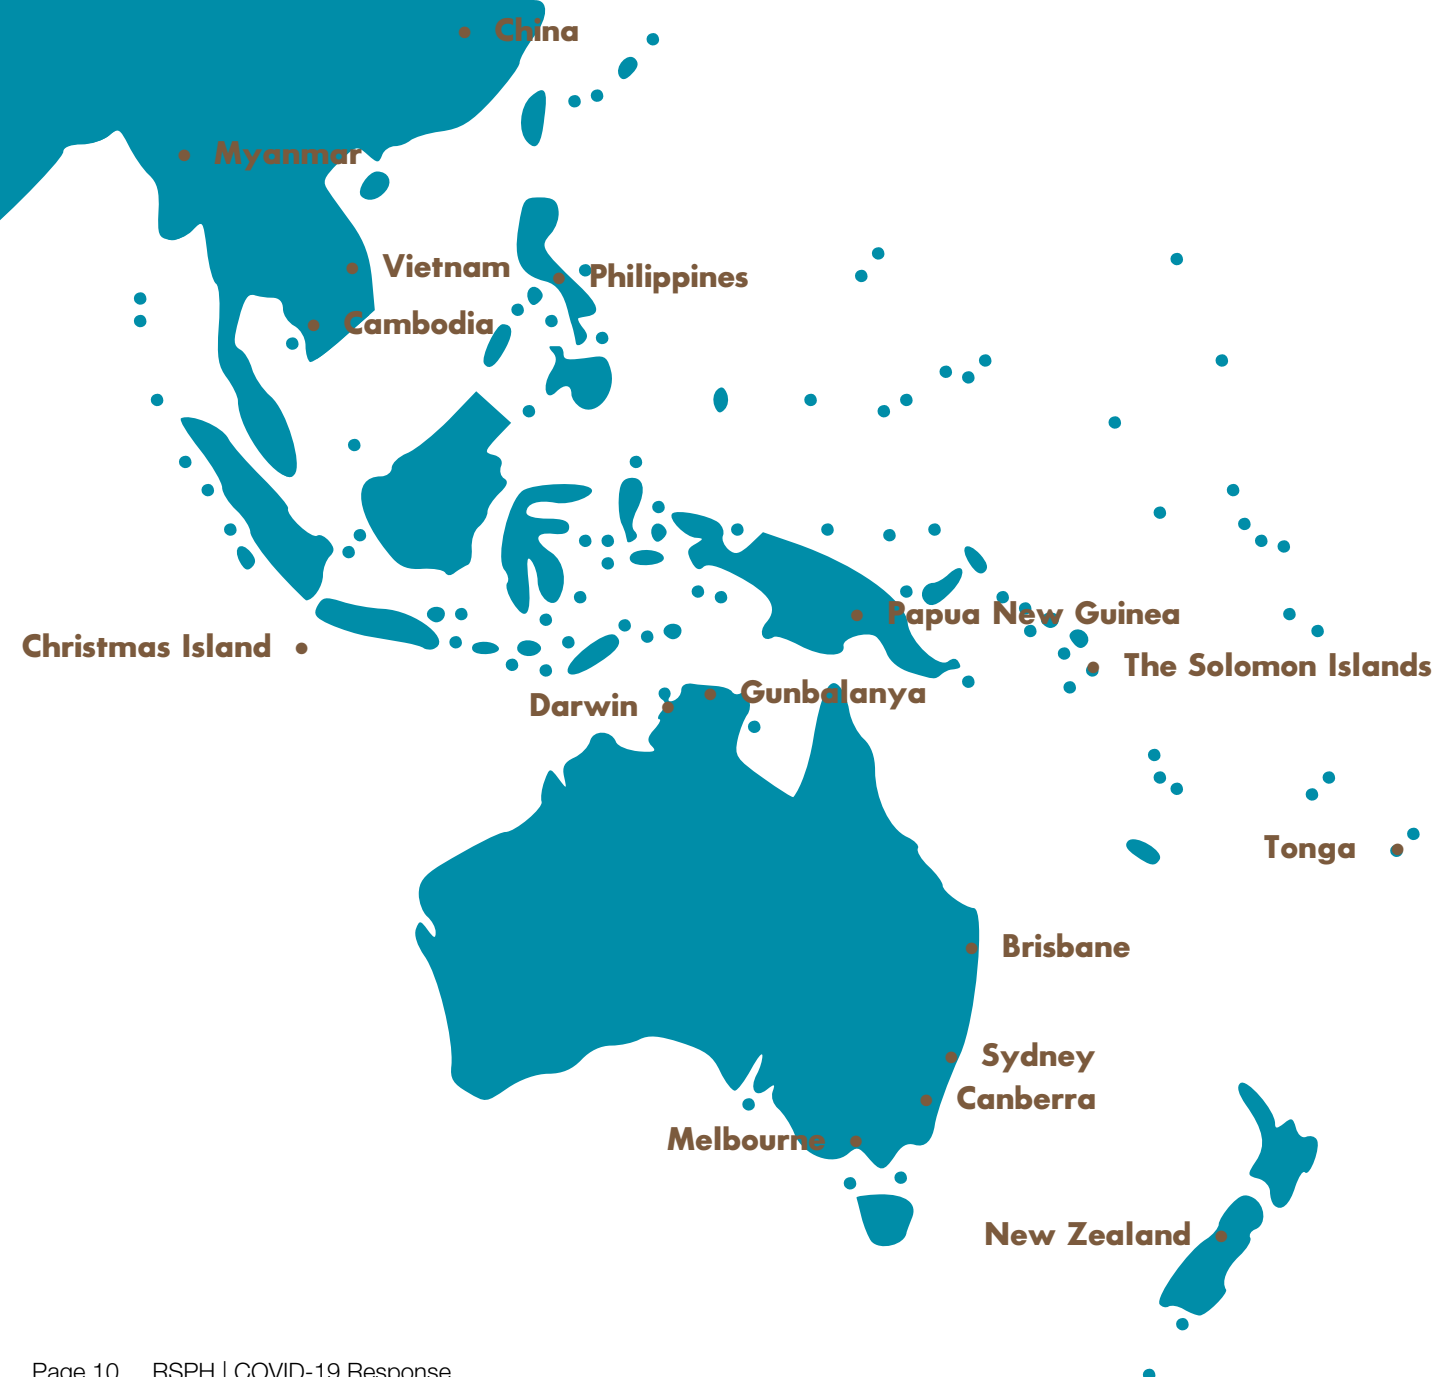 China
Myanmar
Vietnam
Philippines
Cambodia
Papua New Guinea
Christmas Island
The Solomon Islands
Gunbalanya
Darwin
Tonga
Brisbane
Sydney
Canberra
Melbourne
New Zealand
Page 10 RSPH | COVID-19 Response